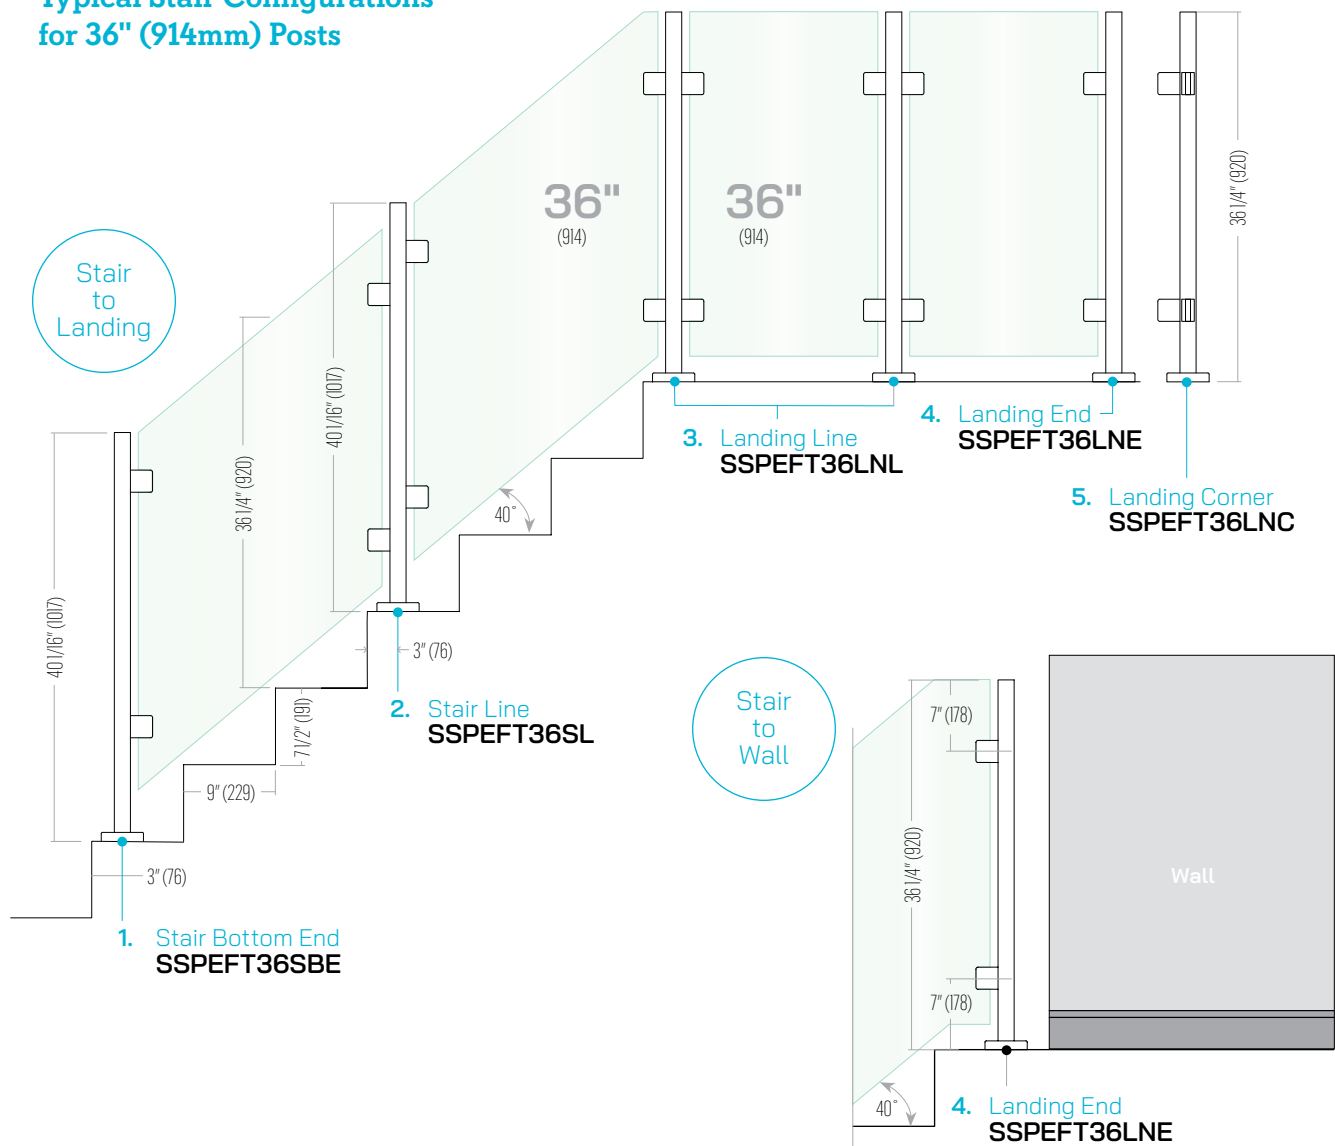 Typical Stair Configurations
for 36" (914mm) Posts
Stair
to
Landing
36"
(914)
36"
(914)
36 1/4" (920)
40 1/16" (1017)
36 1/4" (920)
40 1/16" (1017)
40°
3. Landing Line
SSPEFT36LNL
4. Landing End
SSPEFT36LNE
5. Landing Corner
SSPEFT36LNC
3" (76)
2. Stair Line
SSPEFT36SL
7 1/2" (191)
9" (229)
3" (76)
1. Stair Bottom End
SSPEFT36SBE
Stair
to
Wall
7" (178)
36 1/4" (920)
7" (178)
Wall
40°
4. Landing End
SSPEFT36LNE